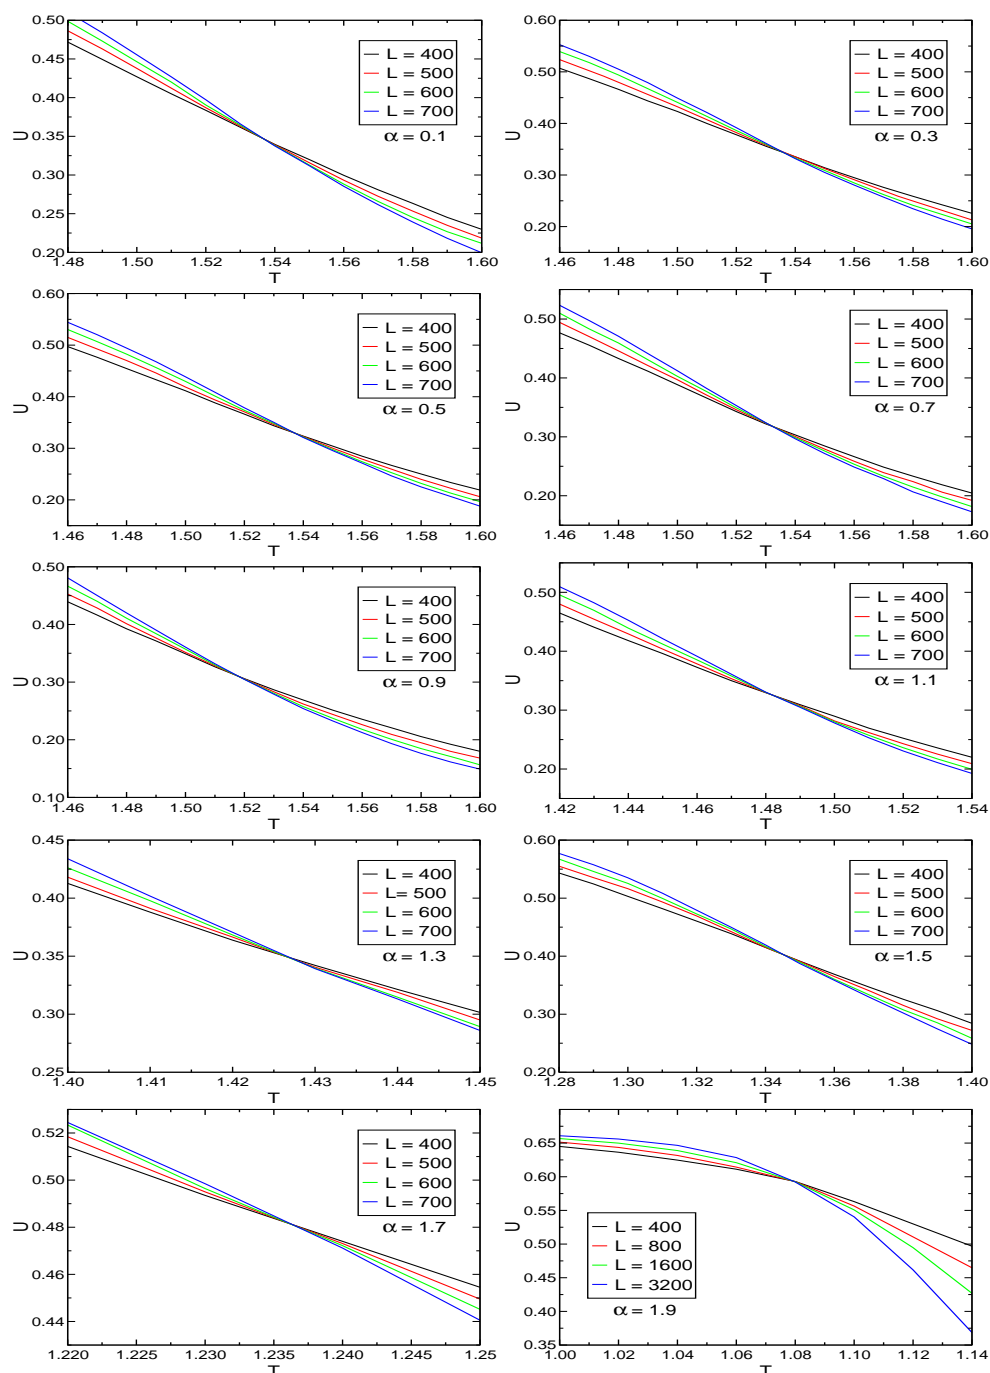 0.50
0.45
0.40
0.35
0.30
0.25
0.20
U
1.48 1.50 1.52 1.54 1.56 1.58 1.60
T
L = 400
L = 500
L = 600
L = 700
α = 0.1
0.60
0.50
0.40
0.30
0.20
U
1.46 1.48 1.50 1.52 1.54 1.56 1.58 1.60
T
L = 400
L = 500
L = 600
L = 700
α = 0.3
0.60
0.50
0.40
0.30
0.20
U
1.46 1.48 1.50 1.52 1.54 1.56 1.58 1.60
T
L = 400
L = 500
L = 600
L = 700
α = 0.5
0.50
0.40
0.30
0.20
U
1.46 1.48 1.50 1.52 1.54 1.56 1.58 1.60
T
L = 400
L = 500
L = 600
L = 700
α = 0.7
0.50
0.40
0.30
0.20
0.10
U
1.46 1.48 1.50 1.52 1.54 1.56 1.58 1.60
T
L = 400
L = 500
L = 600
L = 700
α = 0.9
0.50
0.40
0.30
0.20
U
1.42 1.44 1.46 1.48 1.50 1.52 1.54
T
L = 400
L = 500
L = 600
L = 700
α = 1.1
0.45
0.40
0.35
0.30
0.25
U
1.40 1.41 1.42 1.43 1.44 1.45
T
L = 400
L= 500
L = 600
L = 700
α = 1.3
0.60
0.50
0.40
0.30
0.20
U
1.28 1.30 1.32 1.34 1.36 1.38 1.40
T
L = 400
L = 500
L = 600
L = 700
α =1.5
0.52
0.50
0.48
0.46
0.44
U
1.220 1.225 1.230 1.235 1.240 1.245 1.25
T
L = 400
L = 500
L = 600
L = 700
α = 1.7
0.65
0.60
0.55
0.50
0.45
0.40
0.35
U
1.00 1.02 1.04 1.06 1.08 1.10 1.12 1.14
T
L = 400
L = 800
L = 1600
L = 3200
α = 1.9